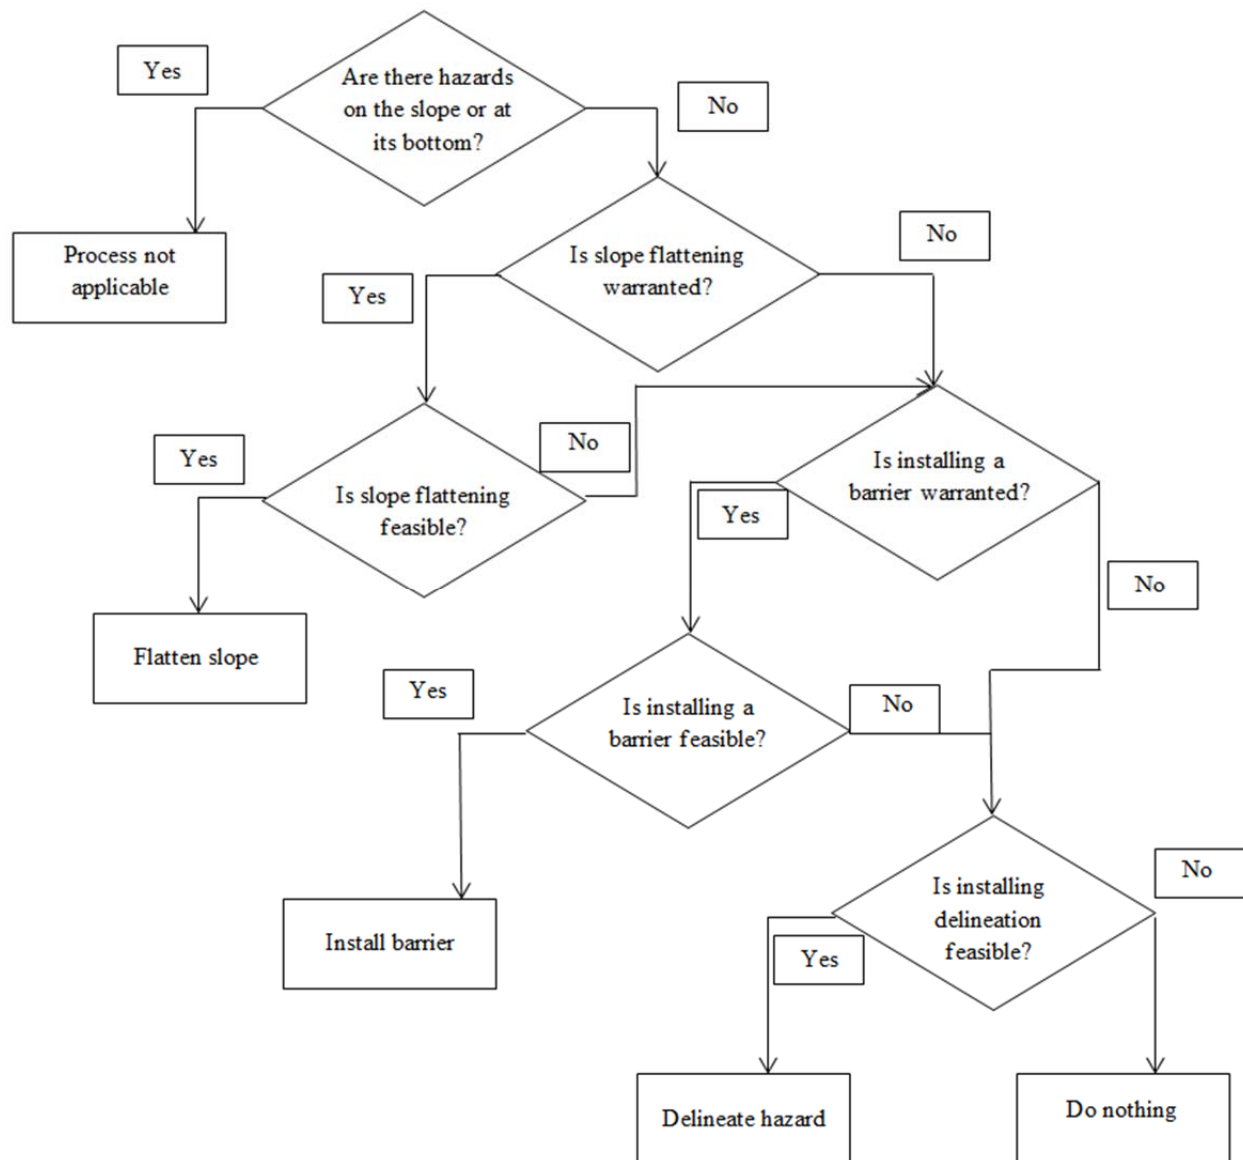 Yes
Are there hazards
on the slope or at
its bottom?
No
Process not
applicable
Is slope flattening
warranted?
No
Yes
Yes
Is slope flattening
feasible?
No
Is installing a
barrier warranted?
Yes
No
Flatten slope
Yes
Is installing a
barrier feasible?
No
Install barrier
Is installing
delineation
feasible?
No
Yes
Delineate hazard
Do nothing